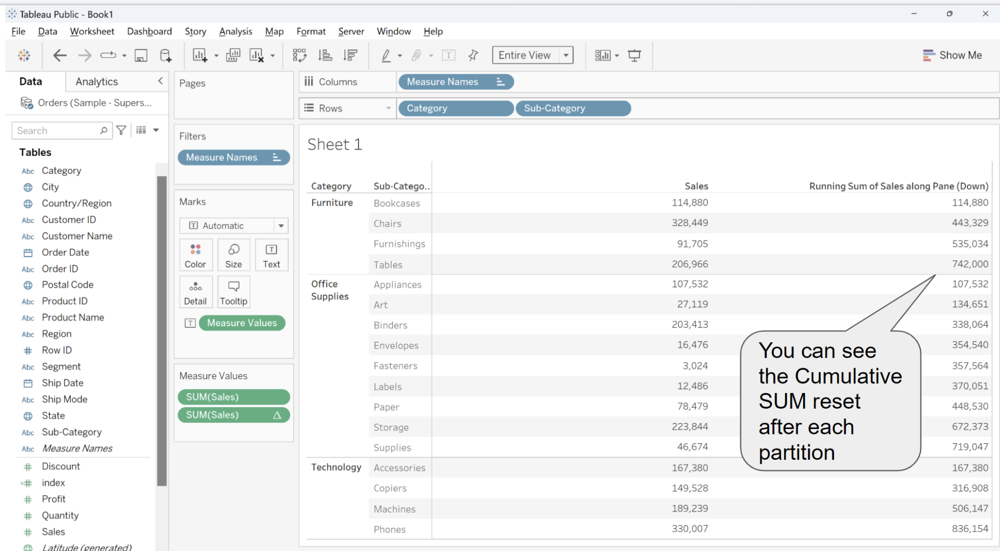 Tableau Public - Book1
File Data Worksheet Dashboard Story Analysis Map Format Server Window Help
Entire View
Show Me
Data Analytics
Orders (Sample - Supers...
Search
Tables
Abc Category
City
Country/Region
Abc Customer ID
Abc Customer Name
Order Date
Abc Order ID
Postal Code
Abc Product ID
Abc Product Name
Abc Region
# Row ID
Abc Segment
Ship Date
Abc Ship Mode
State
Abc Sub-Category
Abc Measure Names
# Discount
=# index
# Profit
# Quantity
# Sales
Latitude (generated)
Pages
Filters
Measure Names
Marks
T Automatic
Color Size T Text
Detail Tooltip
T Measure Values
Measure Values
SUM(Sales)
SUM(Sales) Δ
iii Columns Measure Names
Rows Category Sub-Category
Sheet 1
Category Sub-Catego.. Sales Running Sum of Sales along Pane (Down)
Furniture Bookcases 114,880 114,880
Chairs 328,449 443,329
Furnishings 91,705 535,034
Tables 206,966 742,000
Office Supplies Appliances 107,532 107,532
Art 27,119 134,651
Binders 203,413 338,064
Envelopes 16,476 354,540
Fasteners 3,024 357,564
Labels 12,486 370,051
Paper 78,479 448,530
Storage 223,844 672,373
Supplies 46,674 719,047
Technology Accessories 167,380 167,380
Copiers 149,528 316,908
Machines 189,239 506,147
Phones 330,007 836,154
You can see
the Cumulative
SUM reset
after each
partition